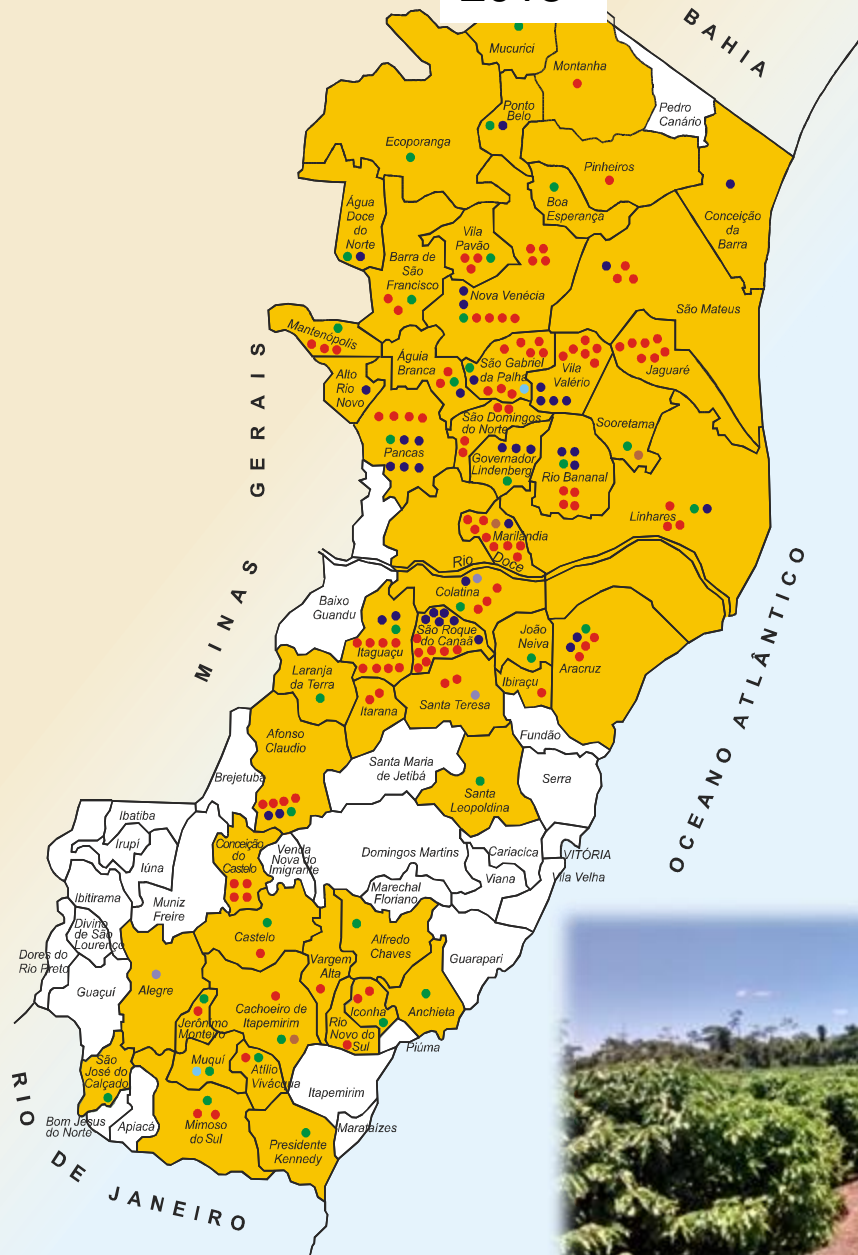 BAHIA
Mucurici
Montanha
Pedro
Canário
Ponto
Belo
Ecoporanga
Pinheiros
Boa
Esperança
Conceição
da
Barra
Água
Doce
do
Norte
Vila
Pavão
Barra de
São
Francisco
Nova Venécia
São Mateus
Mantenópolis
Águia
Branca
São Gabriel
da Palha
Vila
Valério
Jaguaré
Alto
Rio
Novo
São Domingos
do Norte
Sooretama
Pancas
Governador
Lindenberg
Rio Bananal
Linhares
Marilândia
Rio Doce
MINAS GERAIS
Colatina
Baixo
Guandu
São Roque
do Canaã
Itaguaçu
João
Neiva
Aracruz
Laranja
da Terra
Ibiraçu
Itarana
Santa Teresa
Afonso
Claudio
Fundão
Santa Maria
de Jetibá
Brejetuba
Serra
Santa
Leopoldina
OCEANO ATLÂNTICO
Ibatiba
Irupi
Iúna
Conceição
do
Castelo
Venda
Nova do
Imigrante
Domingos Martins
Cariacica
VITÓRIA
Viana
Vila Velha
Ibitirama
Muniz
Freire
Marechal
Floriano
Divino
de São
Lourenço
Castelo
Alfredo
Chaves
Dores do
Rio Preto
Vargem
Alta
Guarapari
Guaçuí
Alegre
Cachoeiro de
Itapemirim
Iconha
Anchieta
Jerônimo
Monteiro
Rio
Novo do
Sul
Piúma
São
José do
Calçado
Muqui
Atílio
Vivácqua
Itapemirim
Bom Jesus
do Norte
Apiacá
Mimoso
do Sul
Marataízes
Presidente
Kennedy
RIO DE JANEIRO